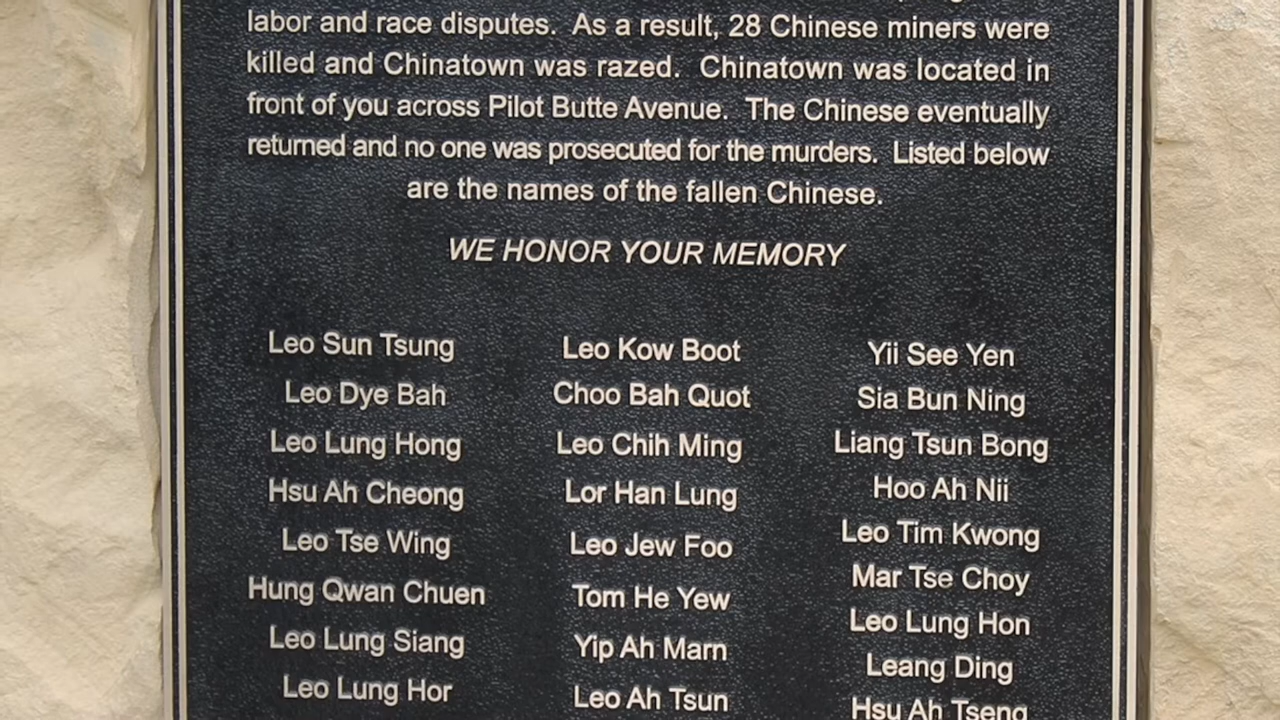 labor and race disputes. As a result, 28 Chinese miners were
killed and Chinatown was razed. Chinatown was located in
front of you across Pilot Butte Avenue. The Chinese eventually
returned and no one was prosecuted for the murders. Listed below
are the names of the fallen Chinese.
WE HONOR YOUR MEMORY
Leo Sun Tsung
Leo Dye Bah
Leo Lung Hong
Hsu Ah Cheong
Leo Tse Wing
Hung Qwan Chuen
Leo Lung Siang
Leo Lung Hor
Leo Kow Boot
Choo Bah Quot
Leo Chih Ming
Lor Han Lung
Leo Jew Foo
Tom He Yew
Yip Ah Marn
Leo Ah Tsun
Yii See Yen
Sia Bun Ning
Liang Tsun Bong
Hoo Ah Nii
Leo Tim Kwong
Mar Tse Choy
Leo Lung Hon
Leang Ding
Hsu Ah Tseng